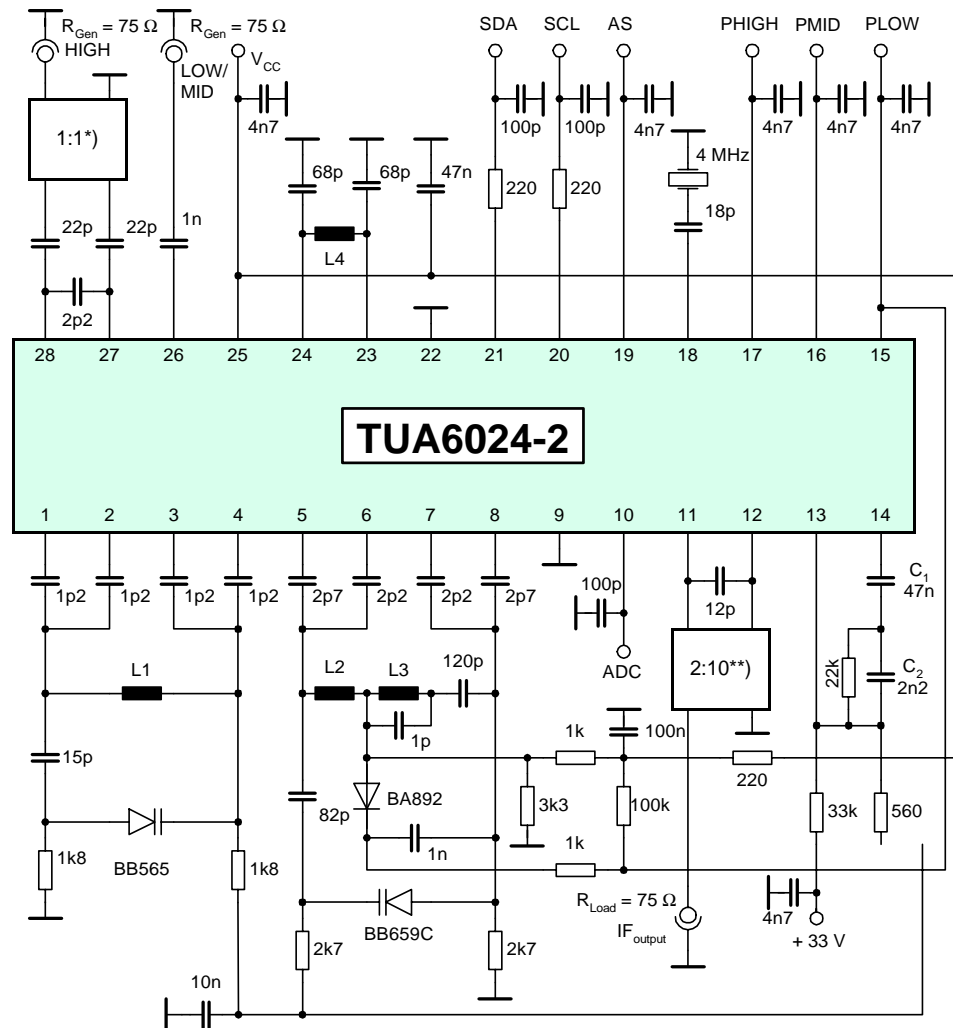 R_Gen = 75 Ω
HIGH
R_Gen = 75 Ω
LOW/
MID
V_CC
SDA
SCL
AS
PHIGH
PMID
PLOW
4n7
100p
100p
4n7
4n7
4n7
4n7
1:1*)
68p
68p
47n
220
220
4 MHz
18p
22p
22p
1n
L4
2p2
28
27
26
25
24
23
22
21
20
19
18
17
16
15
TUA6024-2
1
2
3
4
5
6
7
8
9
10
11
12
13
14
1p2
1p2
1p2
1p2
2p7
2p2
2p2
2p7
100p
12p
C₁
47n
ADC
2:10**)
22k
C₂
2n2
L1
L2
L3
120p
1p
1k
100n
220
15p
BA892
82p
3k3
100k
33k
560
1n
1k
1k8
BB565
1k8
BB659C
R_Load = 75 Ω
IF_output
4n7
+ 33 V
2k7
2k7
10n